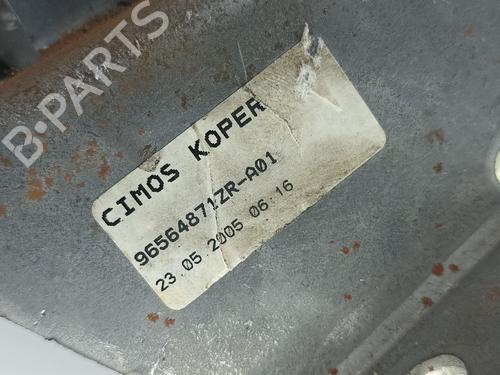 B-PARTS
CIMOS KOPER
96564871ZR-A01
23.05.2005 06:16